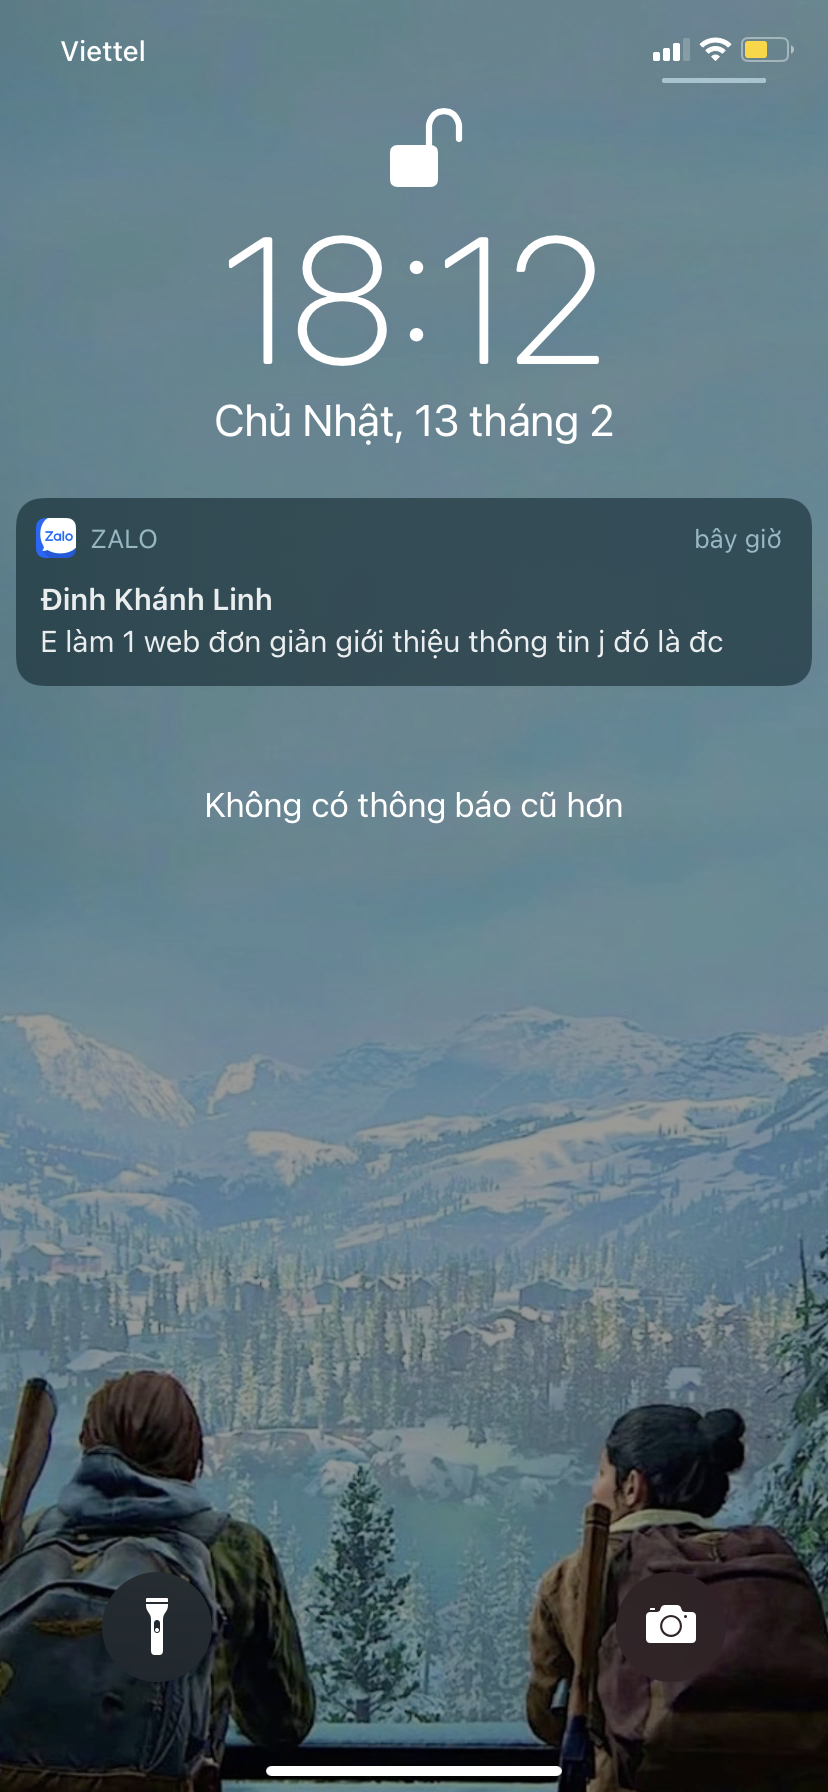 Viettel
18:12
Chủ Nhật, 13 tháng 2
Zalo ZALO bây giờ
Đinh Khánh Linh
E làm 1 web đơn giản giới thiệu thông tin j đó là đc
Không có thông báo cũ hơn